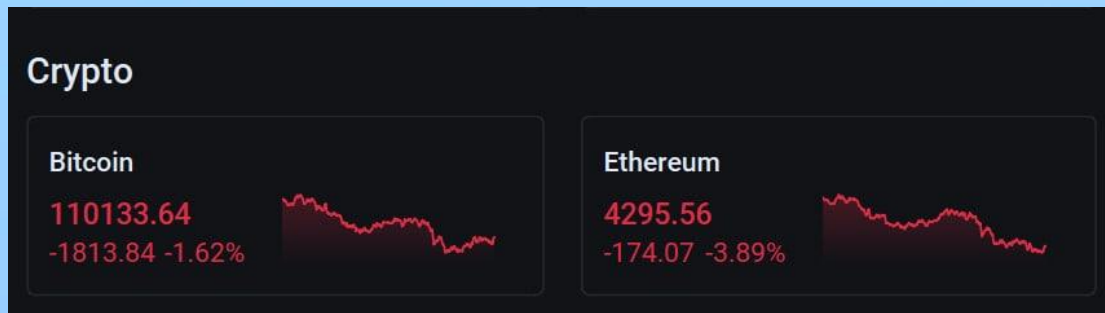 Crypto
Bitcoin
110133.64
-1813.84 -1.62%
Ethereum
4295.56
-174.07 -3.89%